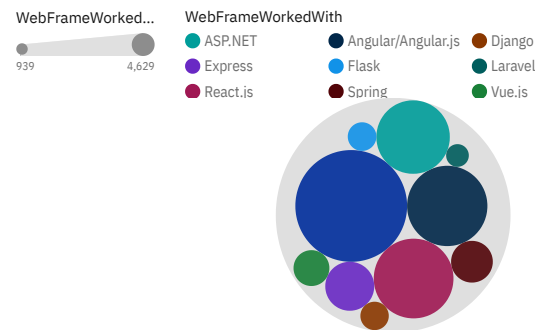 WebFrameWorked...
939 4,629
WebFrameWorkedWith
ASP.NET Angular/Angular.js Django
Express Flask Laravel
React.js Spring Vue.js